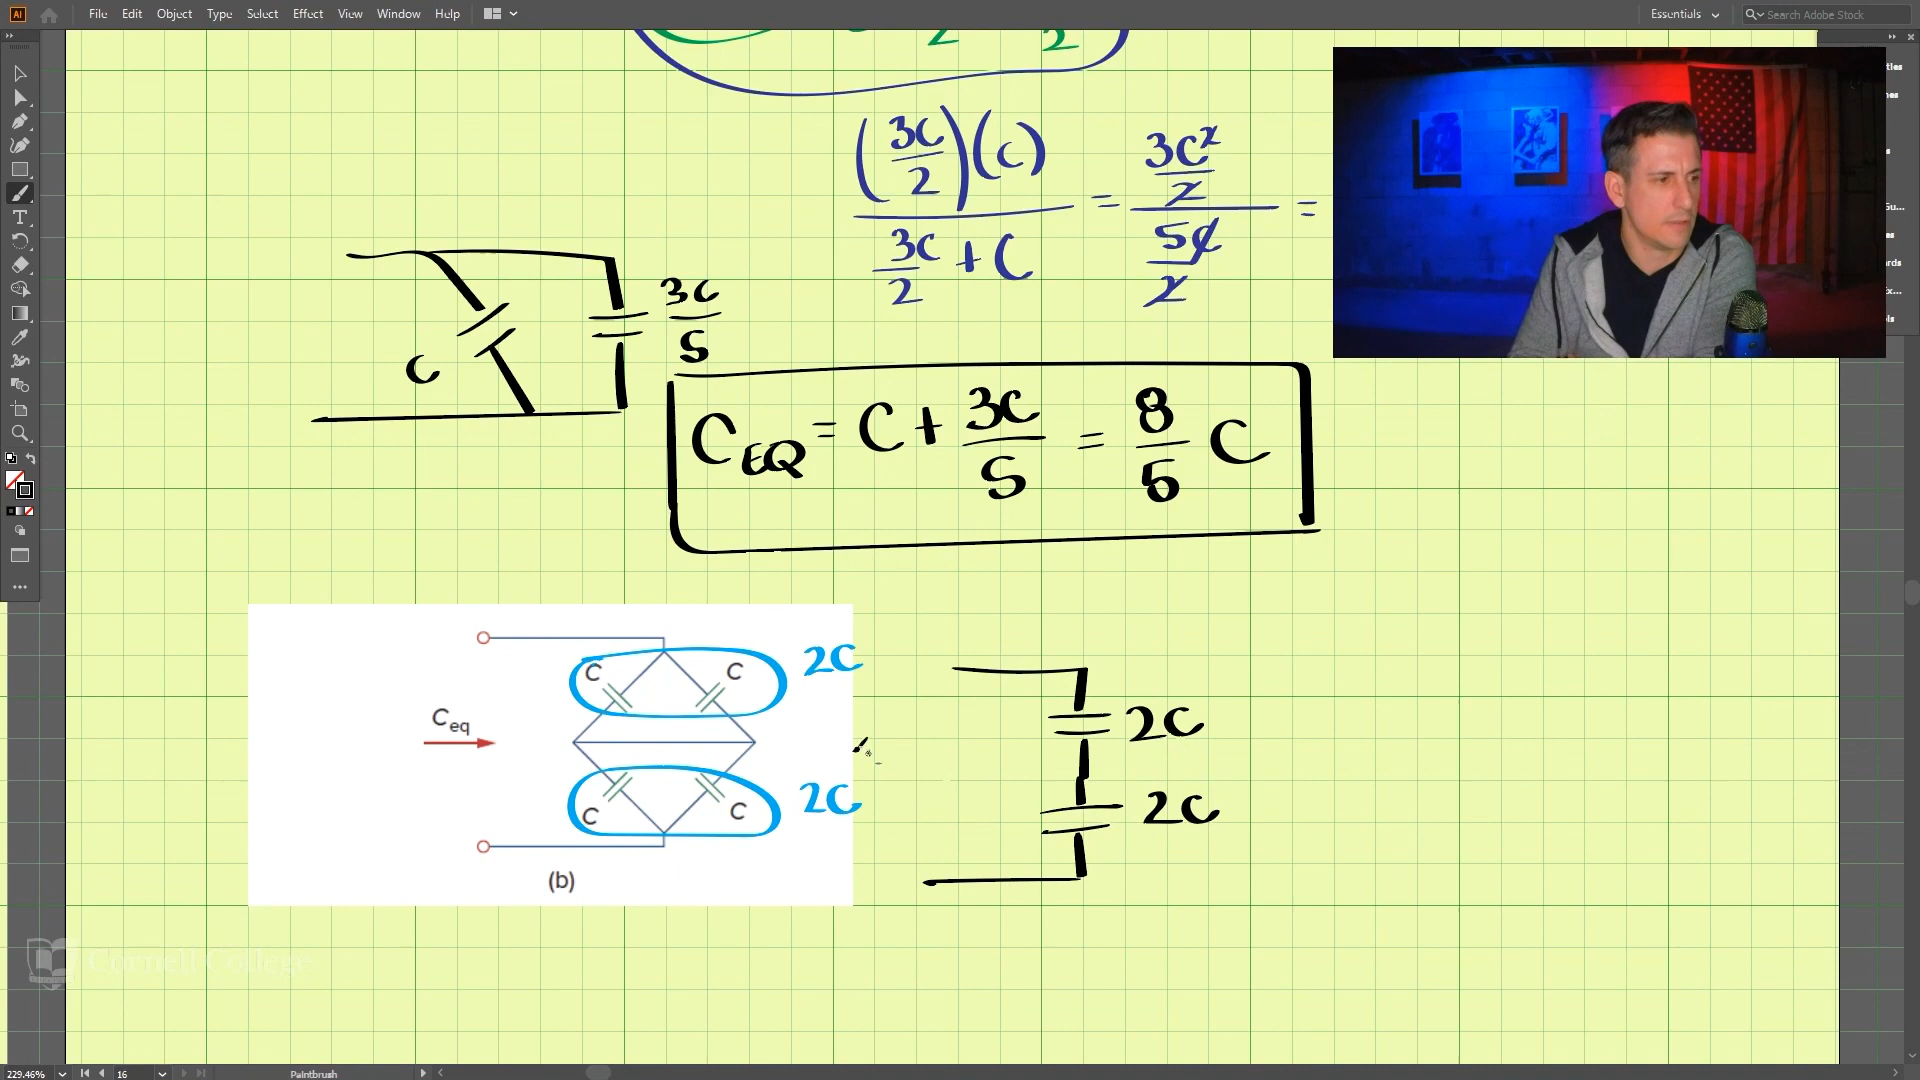 File Edit Object Type Select Effect View Window Help
Essentials
Search Adobe Stock
2 2
(3C/2)(C) / (3C/2 + C) = (3C²/2) / (5C/2) =
C
3C/5
C_EQ = C + 3C/5 = 8/5 C
C C 2C
C_eq
C C 2C
(b)
2C
2C
Cornell College
229.46% 16 Paintbrush